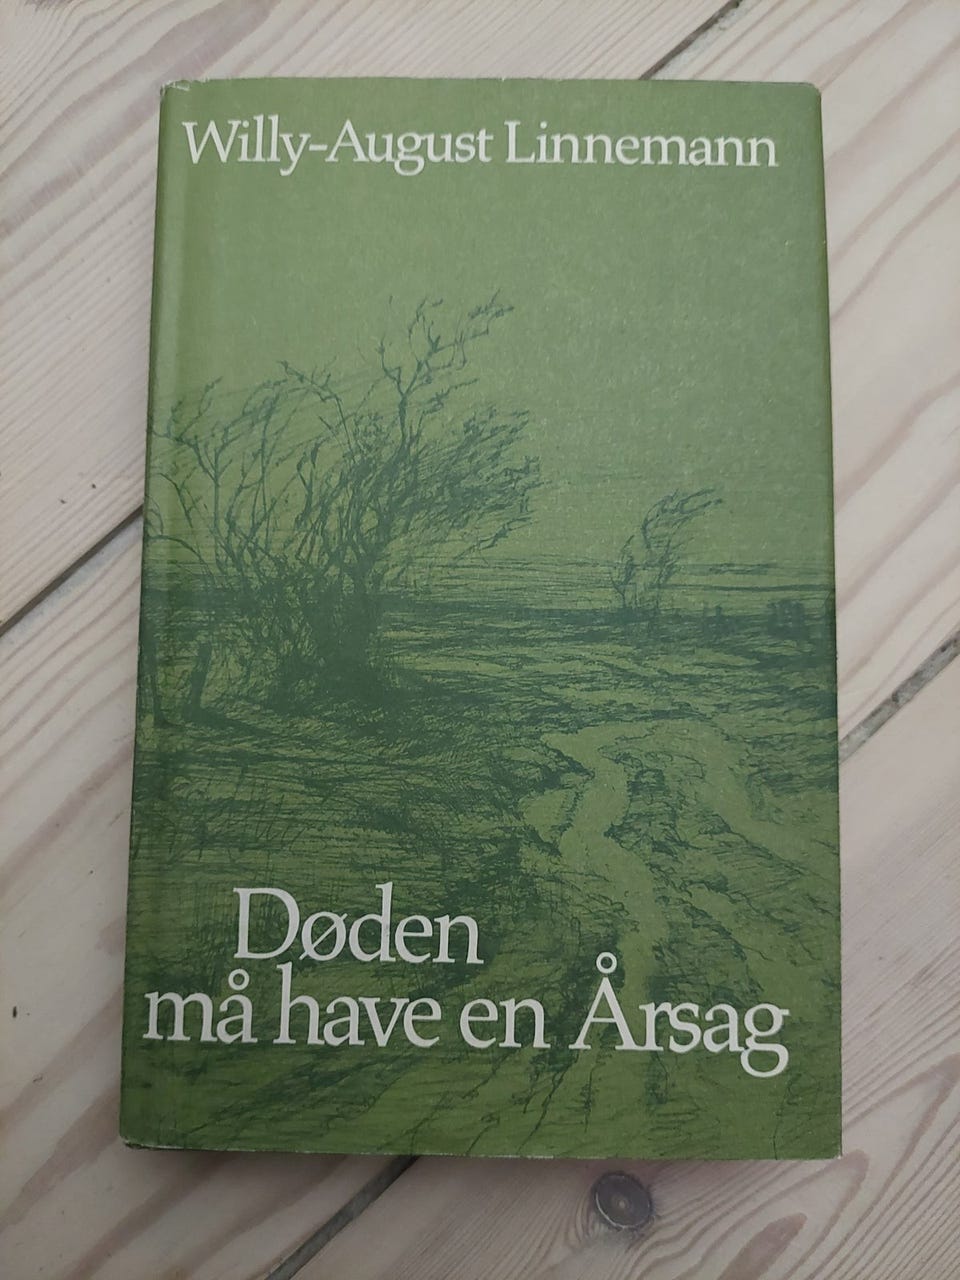 Willy-August Linnemann
Døden
må have en Årsag